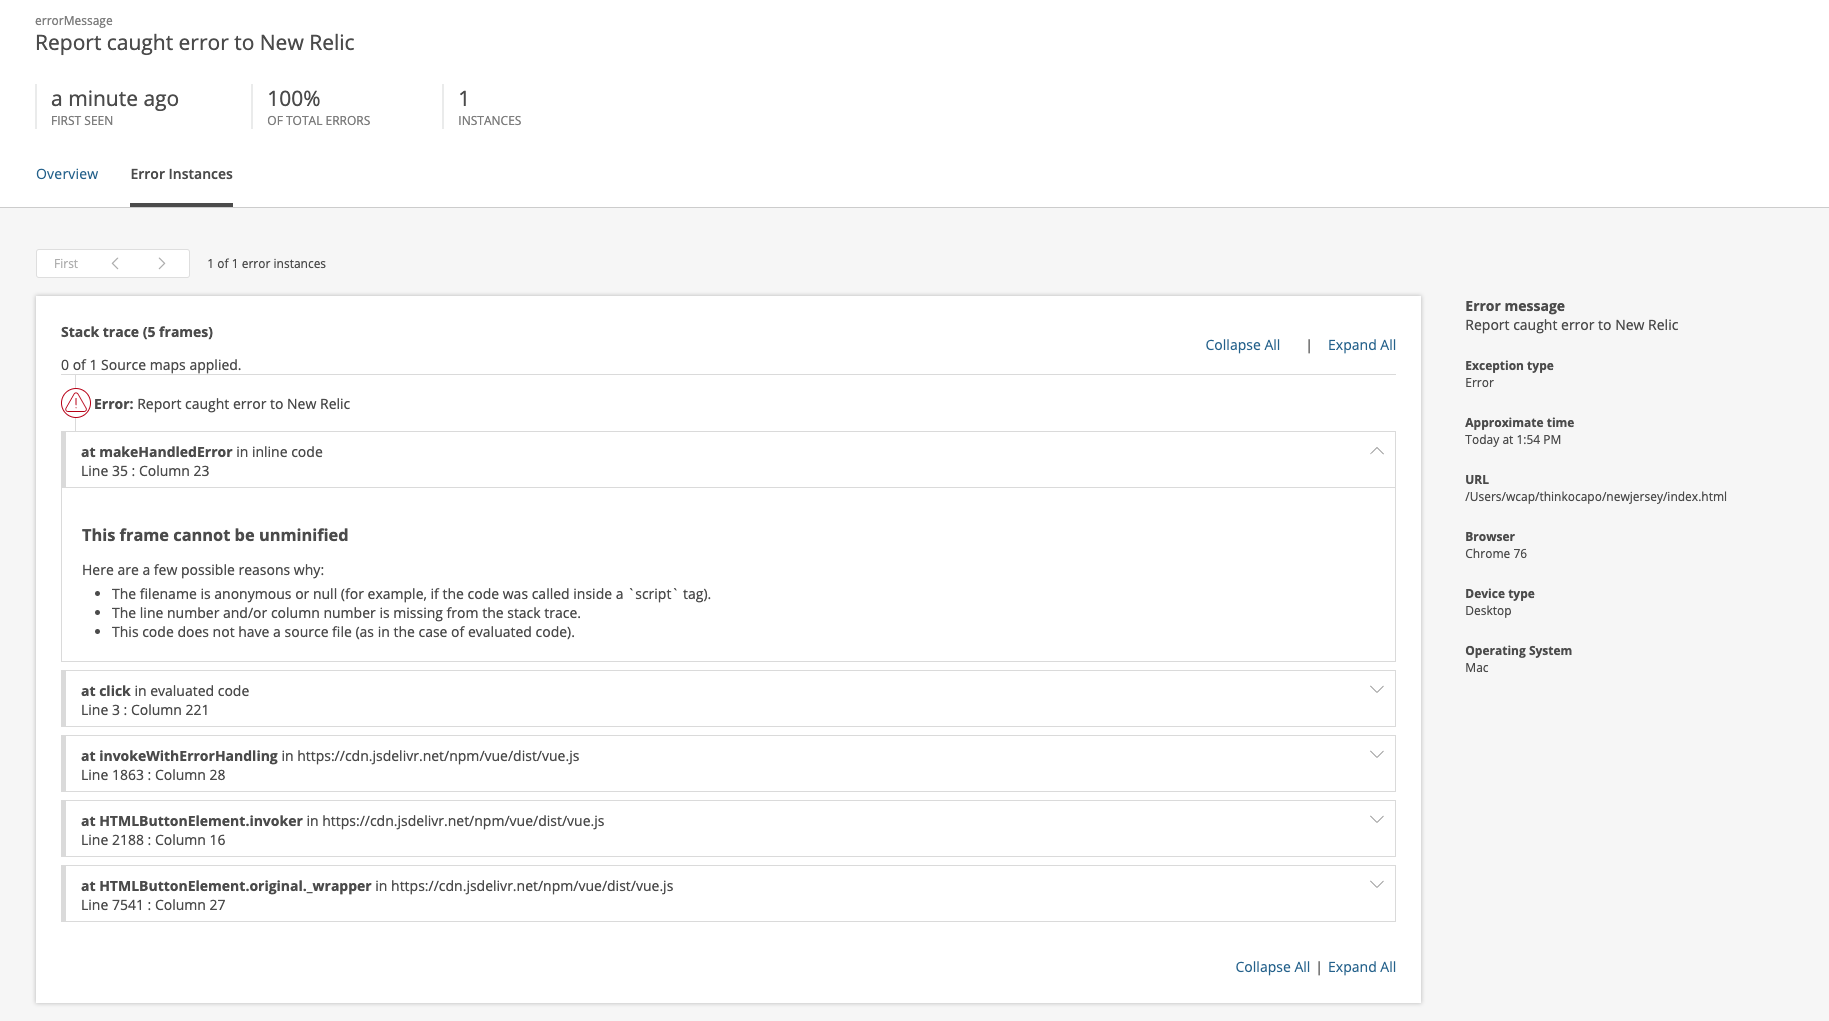 errorMessage
Report caught error to New Relic
a minute ago
FIRST SEEN
100%
OF TOTAL ERRORS
1
INSTANCES
Overview
Error Instances
First
1 of 1 error instances
Stack trace (5 frames)
0 of 1 Source maps applied.
Collapse All | Expand All
Error: Report caught error to New Relic
at makeHandledError in inline code
Line 35 : Column 23
This frame cannot be unminified
Here are a few possible reasons why:
• The filename is anonymous or null (for example, if the code was called inside a `script` tag).
• The line number and/or column number is missing from the stack trace.
• This code does not have a source file (as in the case of evaluated code).
at click in evaluated code
Line 3 : Column 221
at invokeWithErrorHandling in https://cdn.jsdelivr.net/npm/vue/dist/vue.js
Line 1863 : Column 28
at HTMLButtonElement.invoker in https://cdn.jsdelivr.net/npm/vue/dist/vue.js
Line 2188 : Column 16
at HTMLButtonElement.original._wrapper in https://cdn.jsdelivr.net/npm/vue/dist/vue.js
Line 7541 : Column 27
Collapse All | Expand All
Error message
Report caught error to New Relic
Exception type
Error
Approximate time
Today at 1:54 PM
URL
/Users/wcap/thinkocapo/newjersey/index.html
Browser
Chrome 76
Device type
Desktop
Operating System
Mac